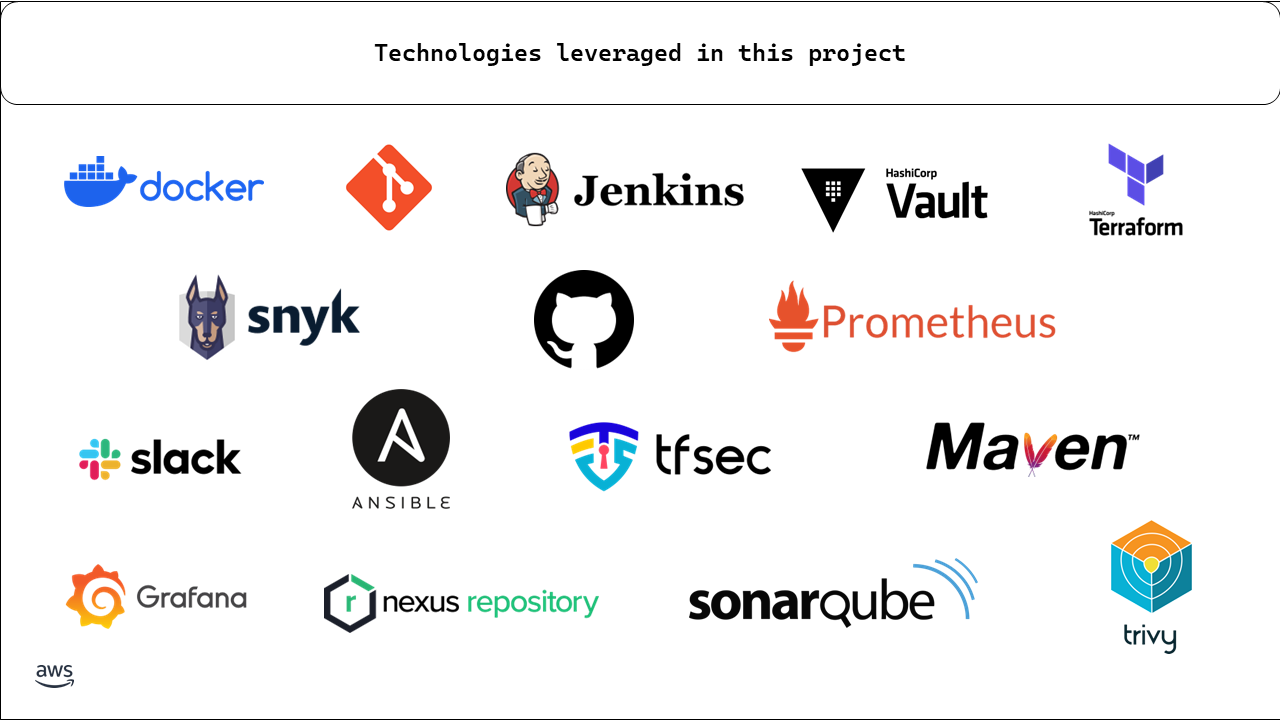 Technologies leveraged in this project
docker
Jenkins
HashiCorp
Vault
HashiCorp
Terraform
snyk
Prometheus
slack
ANSIBLE
tfsec
Maven™
Grafana
r nexus repository
sonarqube
trivy
aws